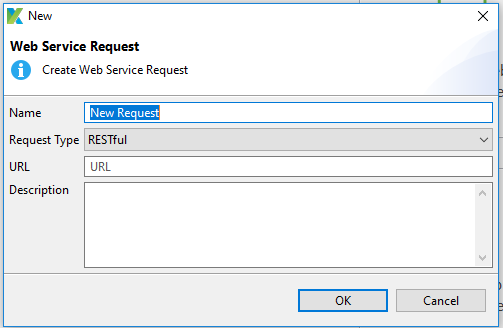 New
Web Service Request
Create Web Service Request
Name New Request
Request Type RESTful
URL URL
Description
OK Cancel